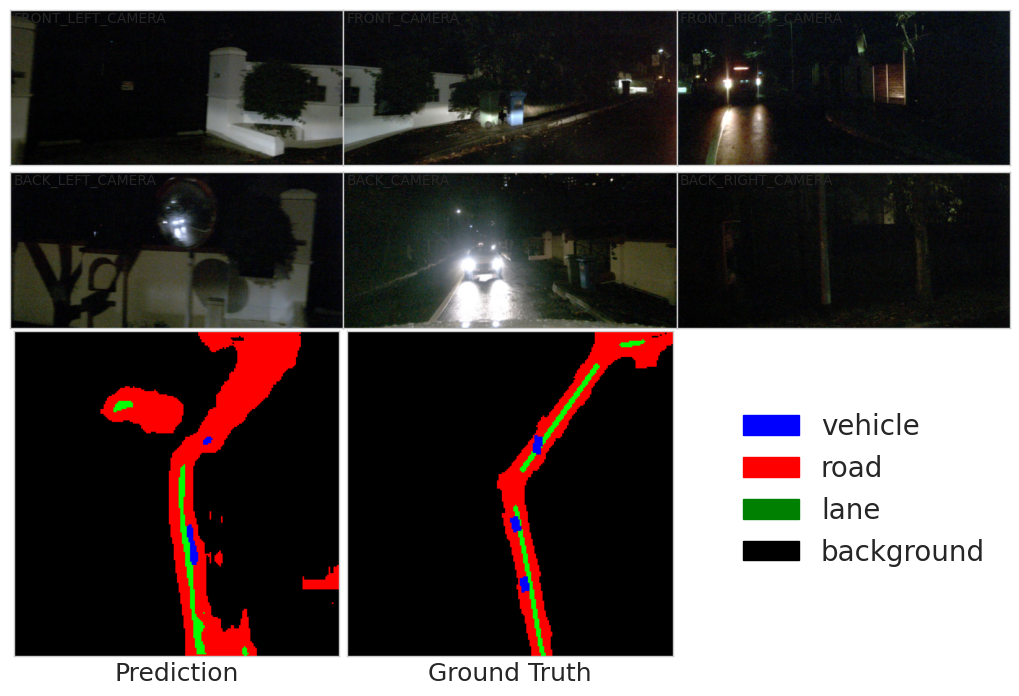 FRONT_LEFT_CAMERA
FRONT_CAMERA
FRONT_RIGHT_CAMERA
BACK_LEFT_CAMERA
BACK_CAMERA
BACK_RIGHT_CAMERA
vehicle
road
lane
background
Prediction
Ground Truth